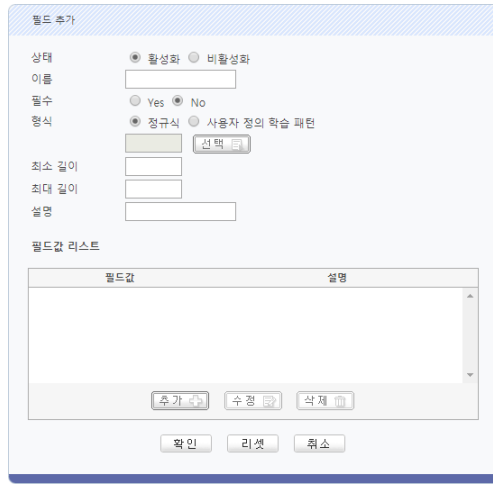 필드 추가
상태 활성화 비활성화
이름
필수 Yes No
형식 정규식 사용자 정의 학습 패턴
선택
최소 길이
최대 길이
설명
필드값 리스트
필드값 설명
추가 수정 삭제
확인 리셋 취소